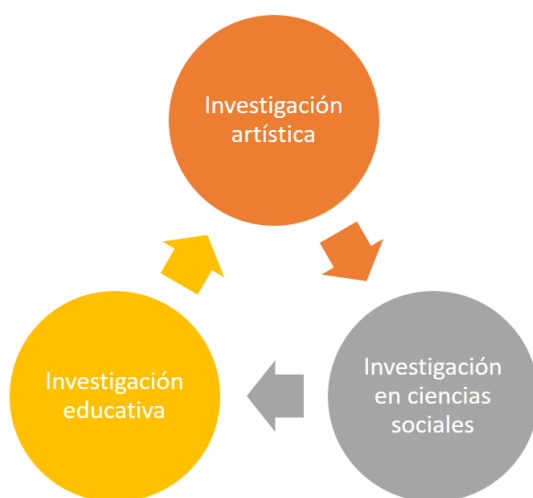 Investigación
artística
Investigación
educativa
Investigación
en ciencias
sociales